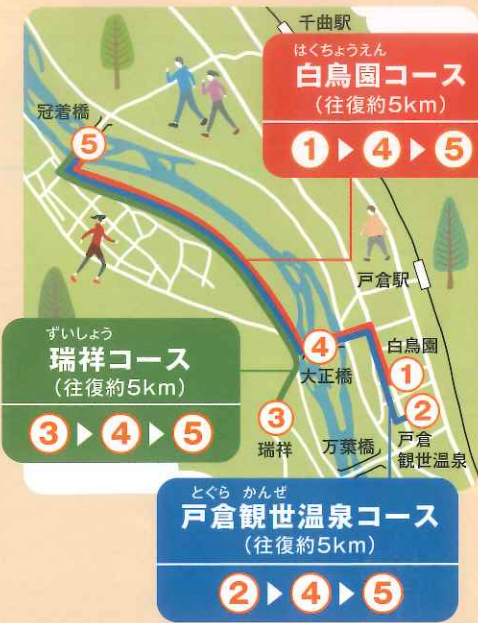 千曲駅
はくちょうえん
白鳥園コース
(往復約5km)
①▶④▶⑤
冠着橋
⑤
戸倉駅
ずいしょう
瑞祥コース
(往復約5km)
③▶④▶⑤
④
大正橋
白鳥園
①
②
戸倉
観世温泉
③
瑞祥
万葉橋
とぐら かんぜ
戸倉観世温泉コース
(往復約5km)
②▶④▶⑤